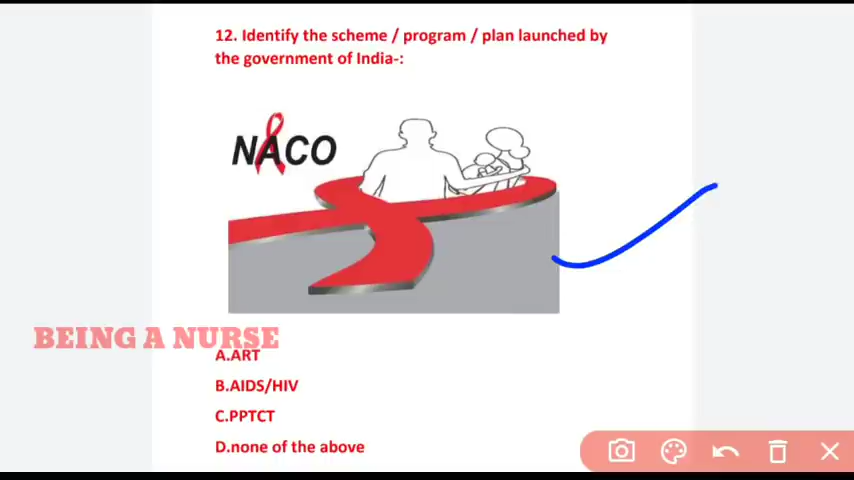 12. Identify the scheme / program / plan launched by
the government of India-:
NACO
BEING A NURSE
A.ART
B.AIDS/HIV
C.PPTCT
D.none of the above